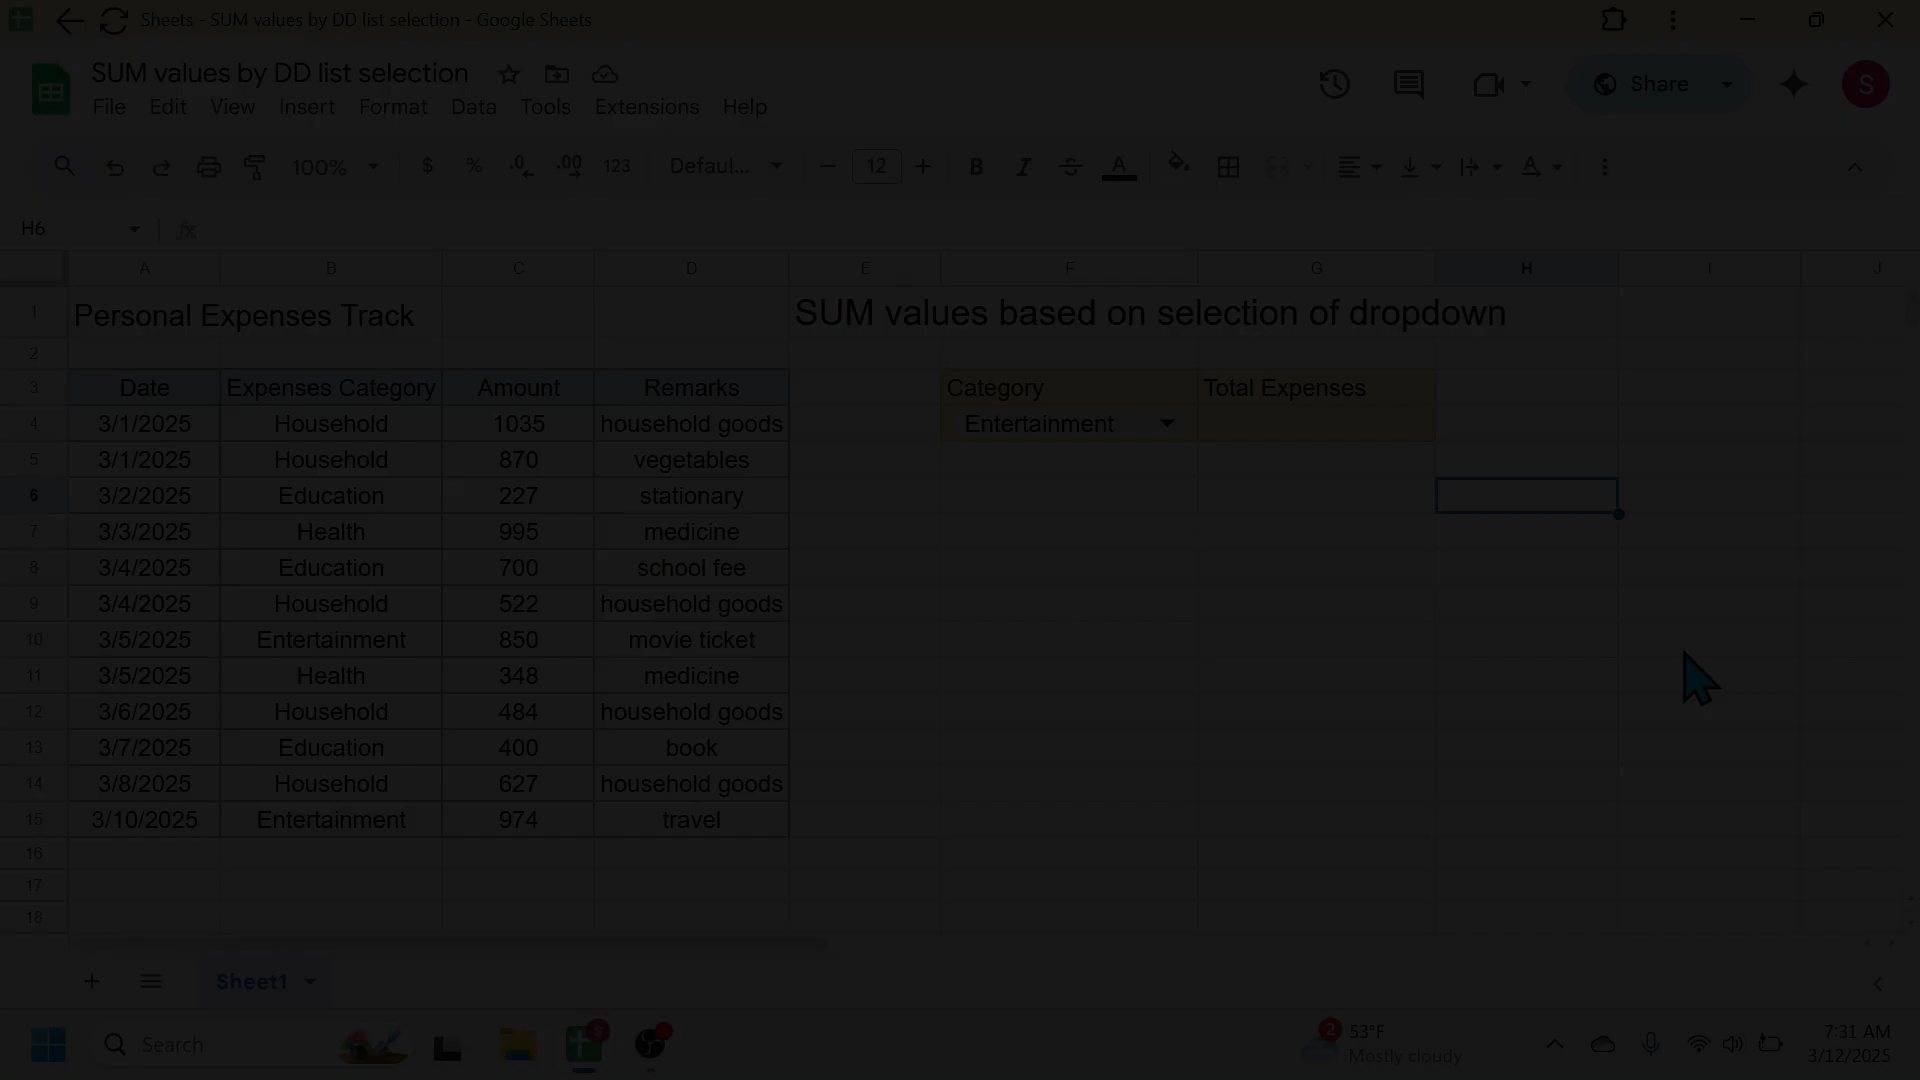 Sheets - SUM values by DD list selection - Google Sheets
SUM values by DD list selection
File Edit View Insert Format Data Tools Extensions Help
Share
S
100% $ % .0 .00 123 Defaul... 12 B I A
H6 fx
A B C D E F G H I J
1 Personal Expenses Track SUM values based on selection of dropdown
2
3 Date Expenses Category Amount Remarks Category Total Expenses
4 3/1/2025 Household 1035 household goods Entertainment
5 3/1/2025 Household 870 vegetables
6 3/2/2025 Education 227 stationary
7 3/3/2025 Health 995 medicine
8 3/4/2025 Education 700 school fee
9 3/4/2025 Household 522 household goods
10 3/5/2025 Entertainment 850 movie ticket
11 3/5/2025 Health 348 medicine
12 3/6/2025 Household 484 household goods
13 3/7/2025 Education 400 book
14 3/8/2025 Household 627 household goods
15 3/10/2025 Entertainment 974 travel
16
17
18
Sheet1
Search
2 53°F
Mostly cloudy
7:31 AM
3/12/2025